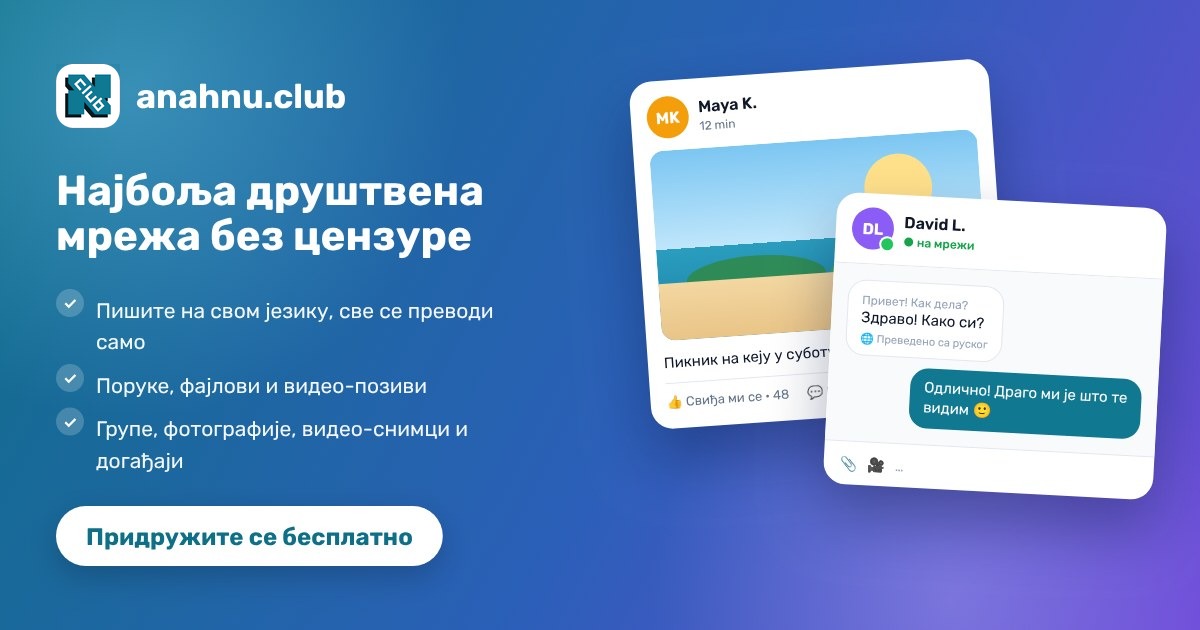 club
anahnu.club
Најбоља друштвена
мрежа без цензуре
Пишите на свом језику, све се преводи
само
Поруке, фајлови и видео-позиви
Групе, фотографије, видео-снимци и
догађаји
Придружите се бесплатно
MK
Maya K.
12 min
Пикник на кеју у суботу
👍 Свиђа ми се • 48 💬
DL
David L.
на мрежи
Привет! Как дела?
Здраво! Како си?
🌐 Преведено са руског
Одлично! Драго ми је што те
видим 🙂
📎 🎥 ...